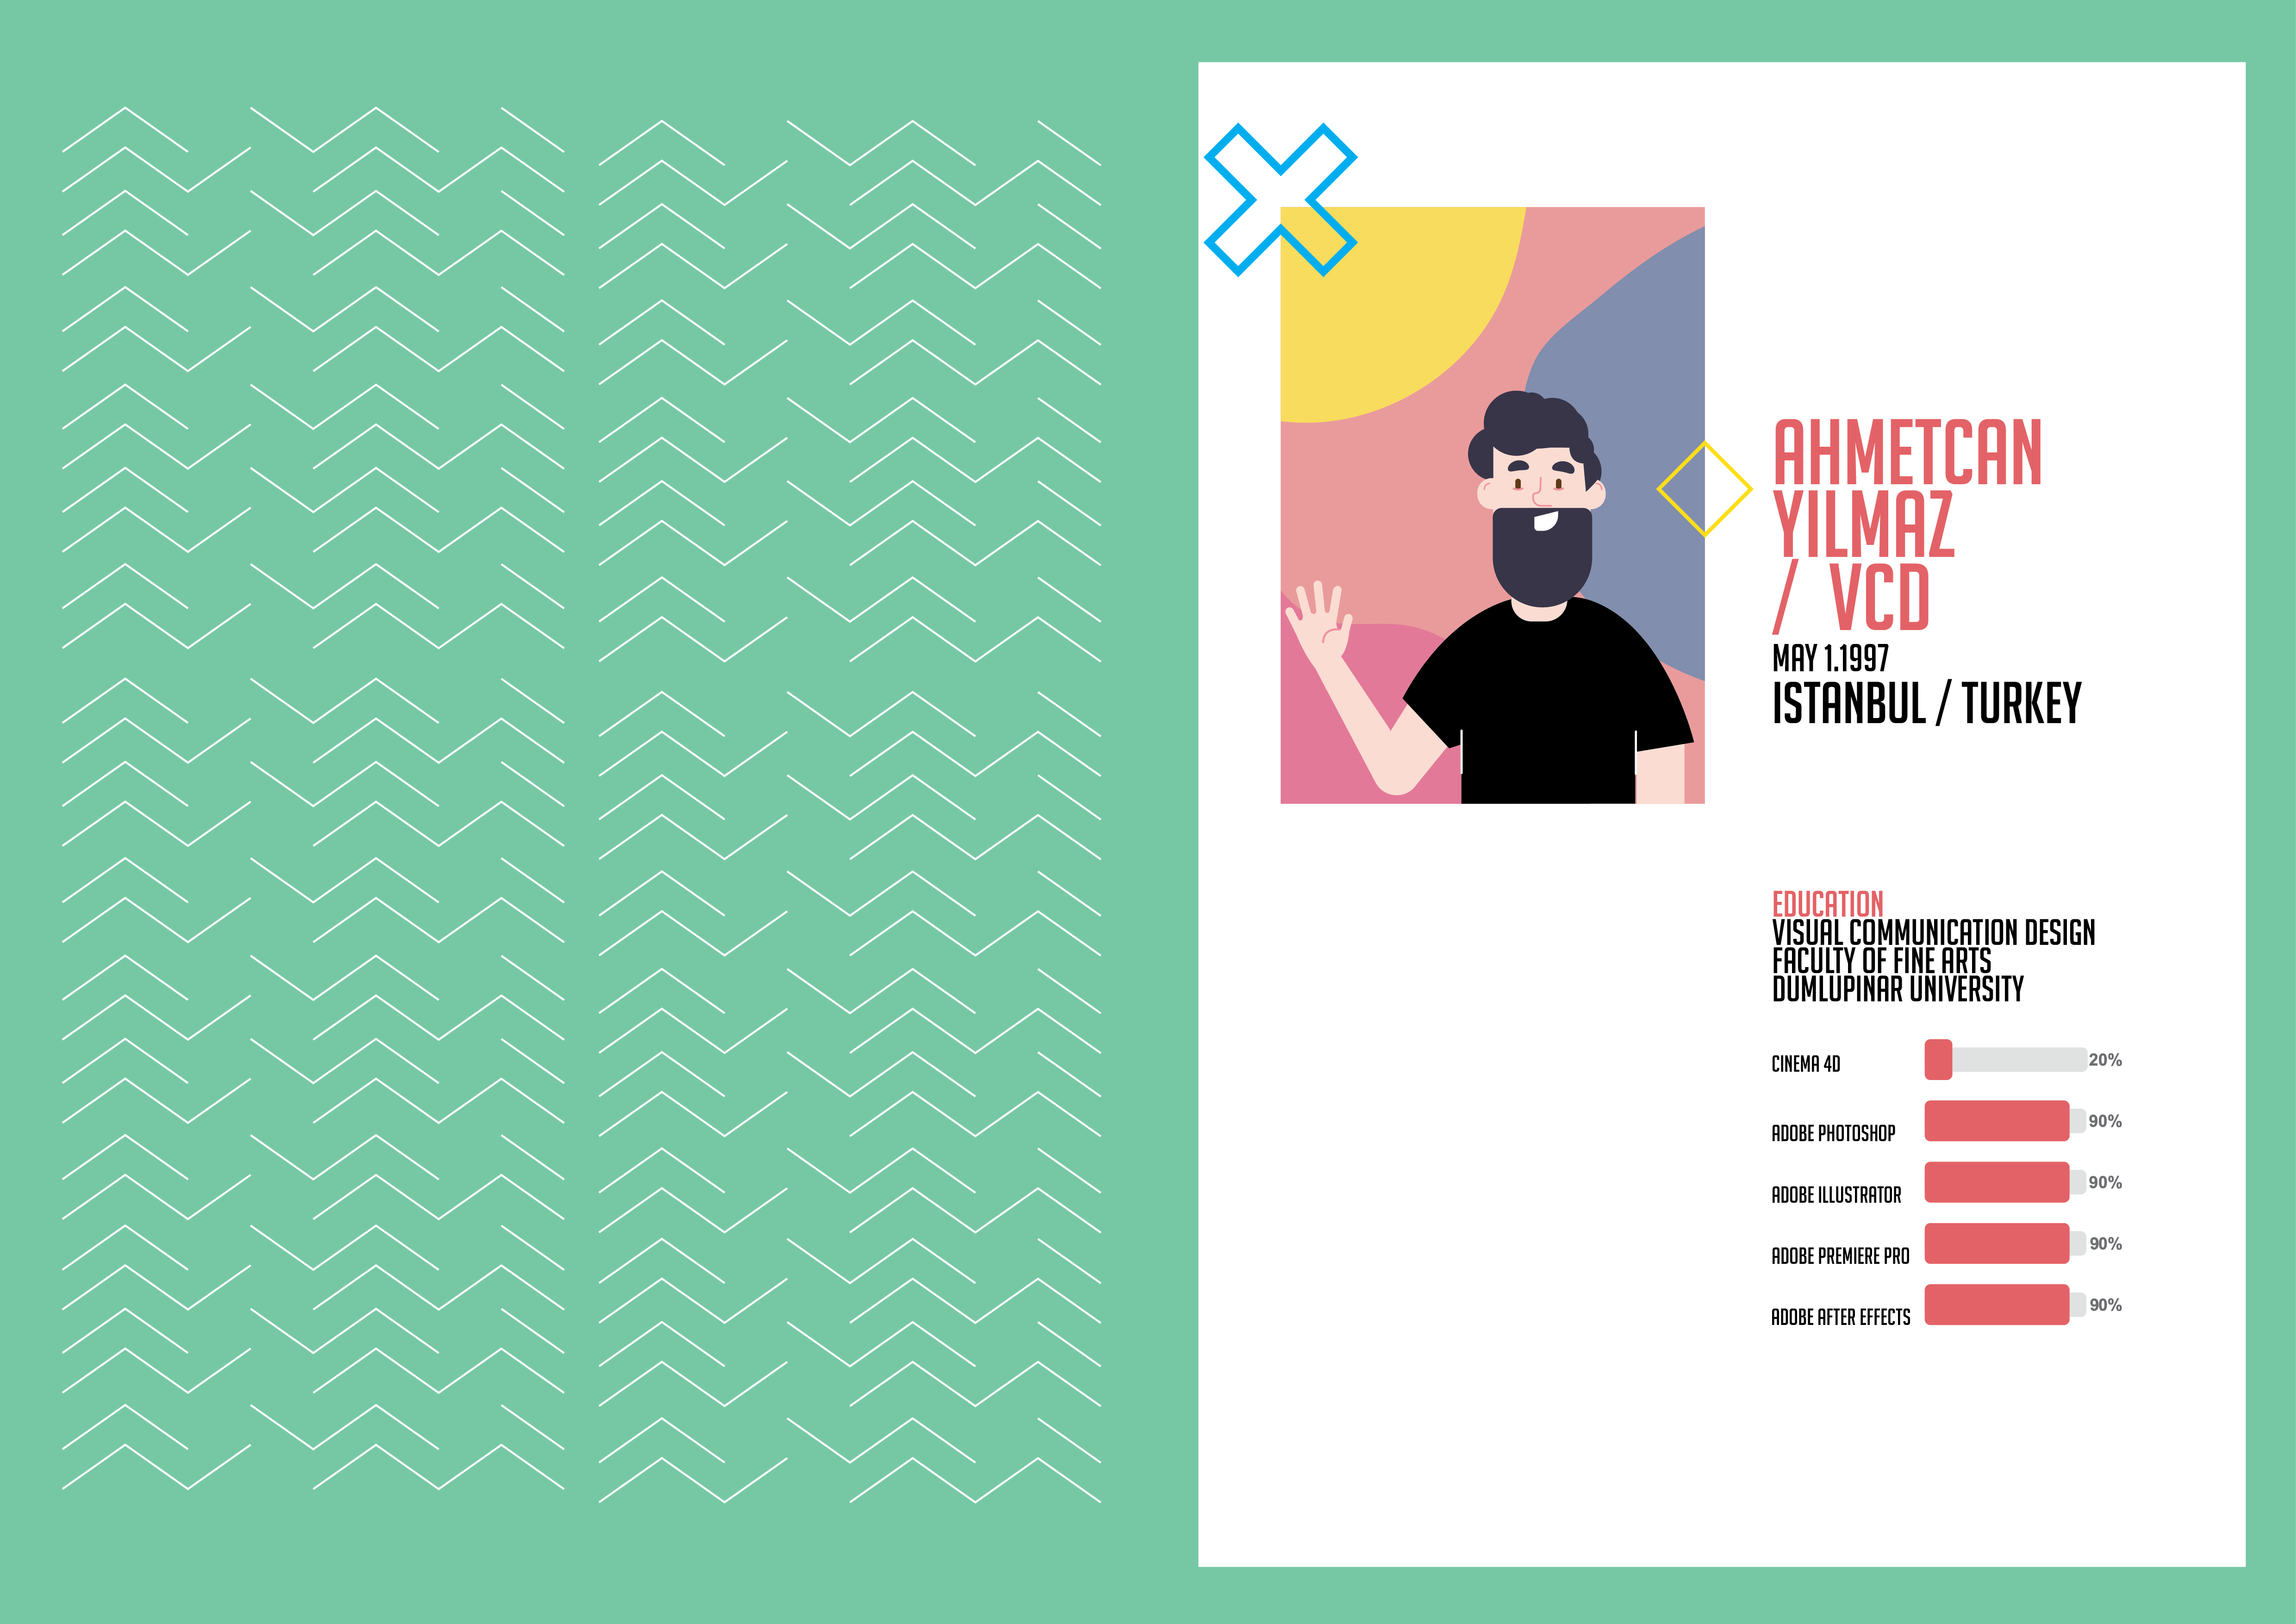 AHMETCAN
YILMAZ
/ VCD
MAY 1.1997
ISTANBUL / TURKEY
EDUCATION
VISUAL COMMUNICATION DESIGN
FACULTY OF FINE ARTS
DUMLUPINAR UNIVERSITY
CINEMA 4D 20%
ADOBE PHOTOSHOP 90%
ADOBE ILLUSTRATOR 90%
ADOBE PREMIERE PRO 90%
ADOBE AFTER EFFECTS 90%